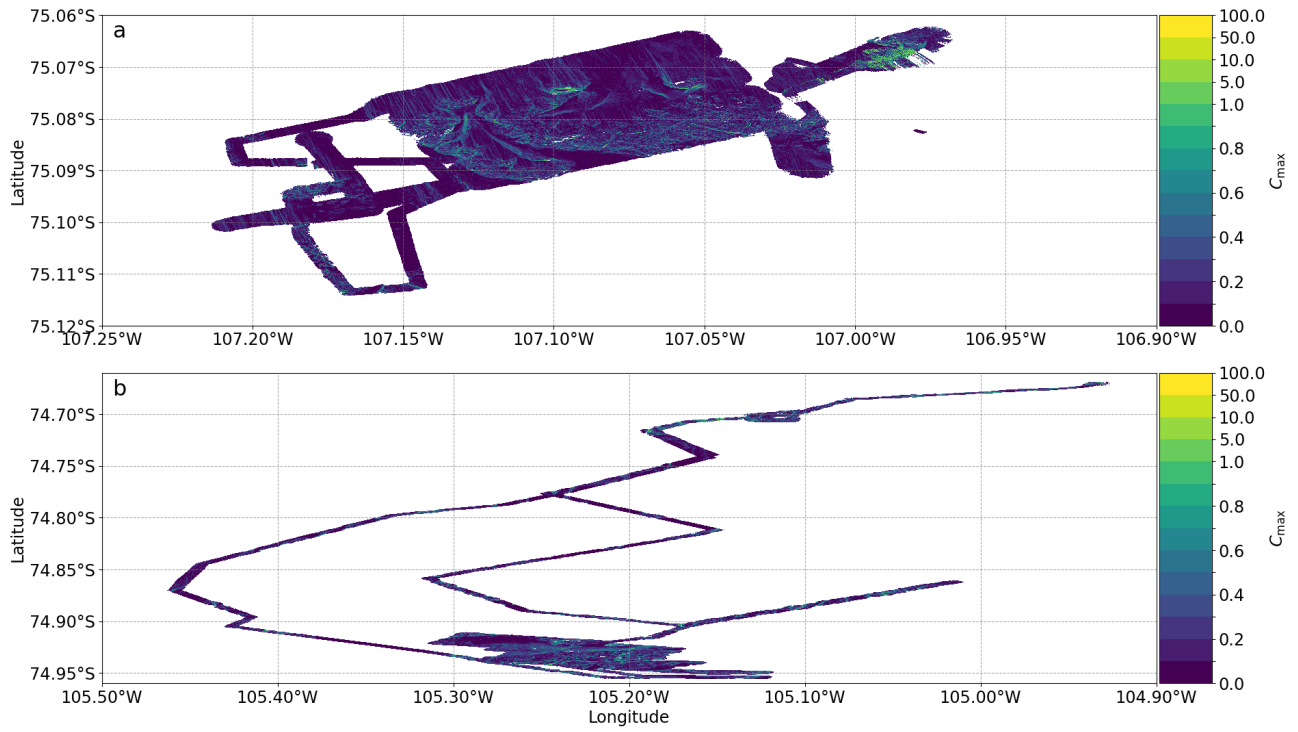 a
75.06°S
75.07°S
75.08°S
75.09°S
75.10°S
75.11°S
75.12°S
Latitude
107.25°W 107.20°W 107.15°W 107.10°W 107.05°W 107.00°W 106.95°W 106.90°W
100.0
50.0
10.0
5.0
1.0
0.8
0.6
0.4
0.2
0.0
Cmax
b
74.70°S
74.75°S
74.80°S
74.85°S
74.90°S
74.95°S
Latitude
105.50°W 105.40°W 105.30°W 105.20°W 105.10°W 105.00°W 104.90°W
Longitude
100.0
50.0
10.0
5.0
1.0
0.8
0.6
0.4
0.2
0.0
Cmax